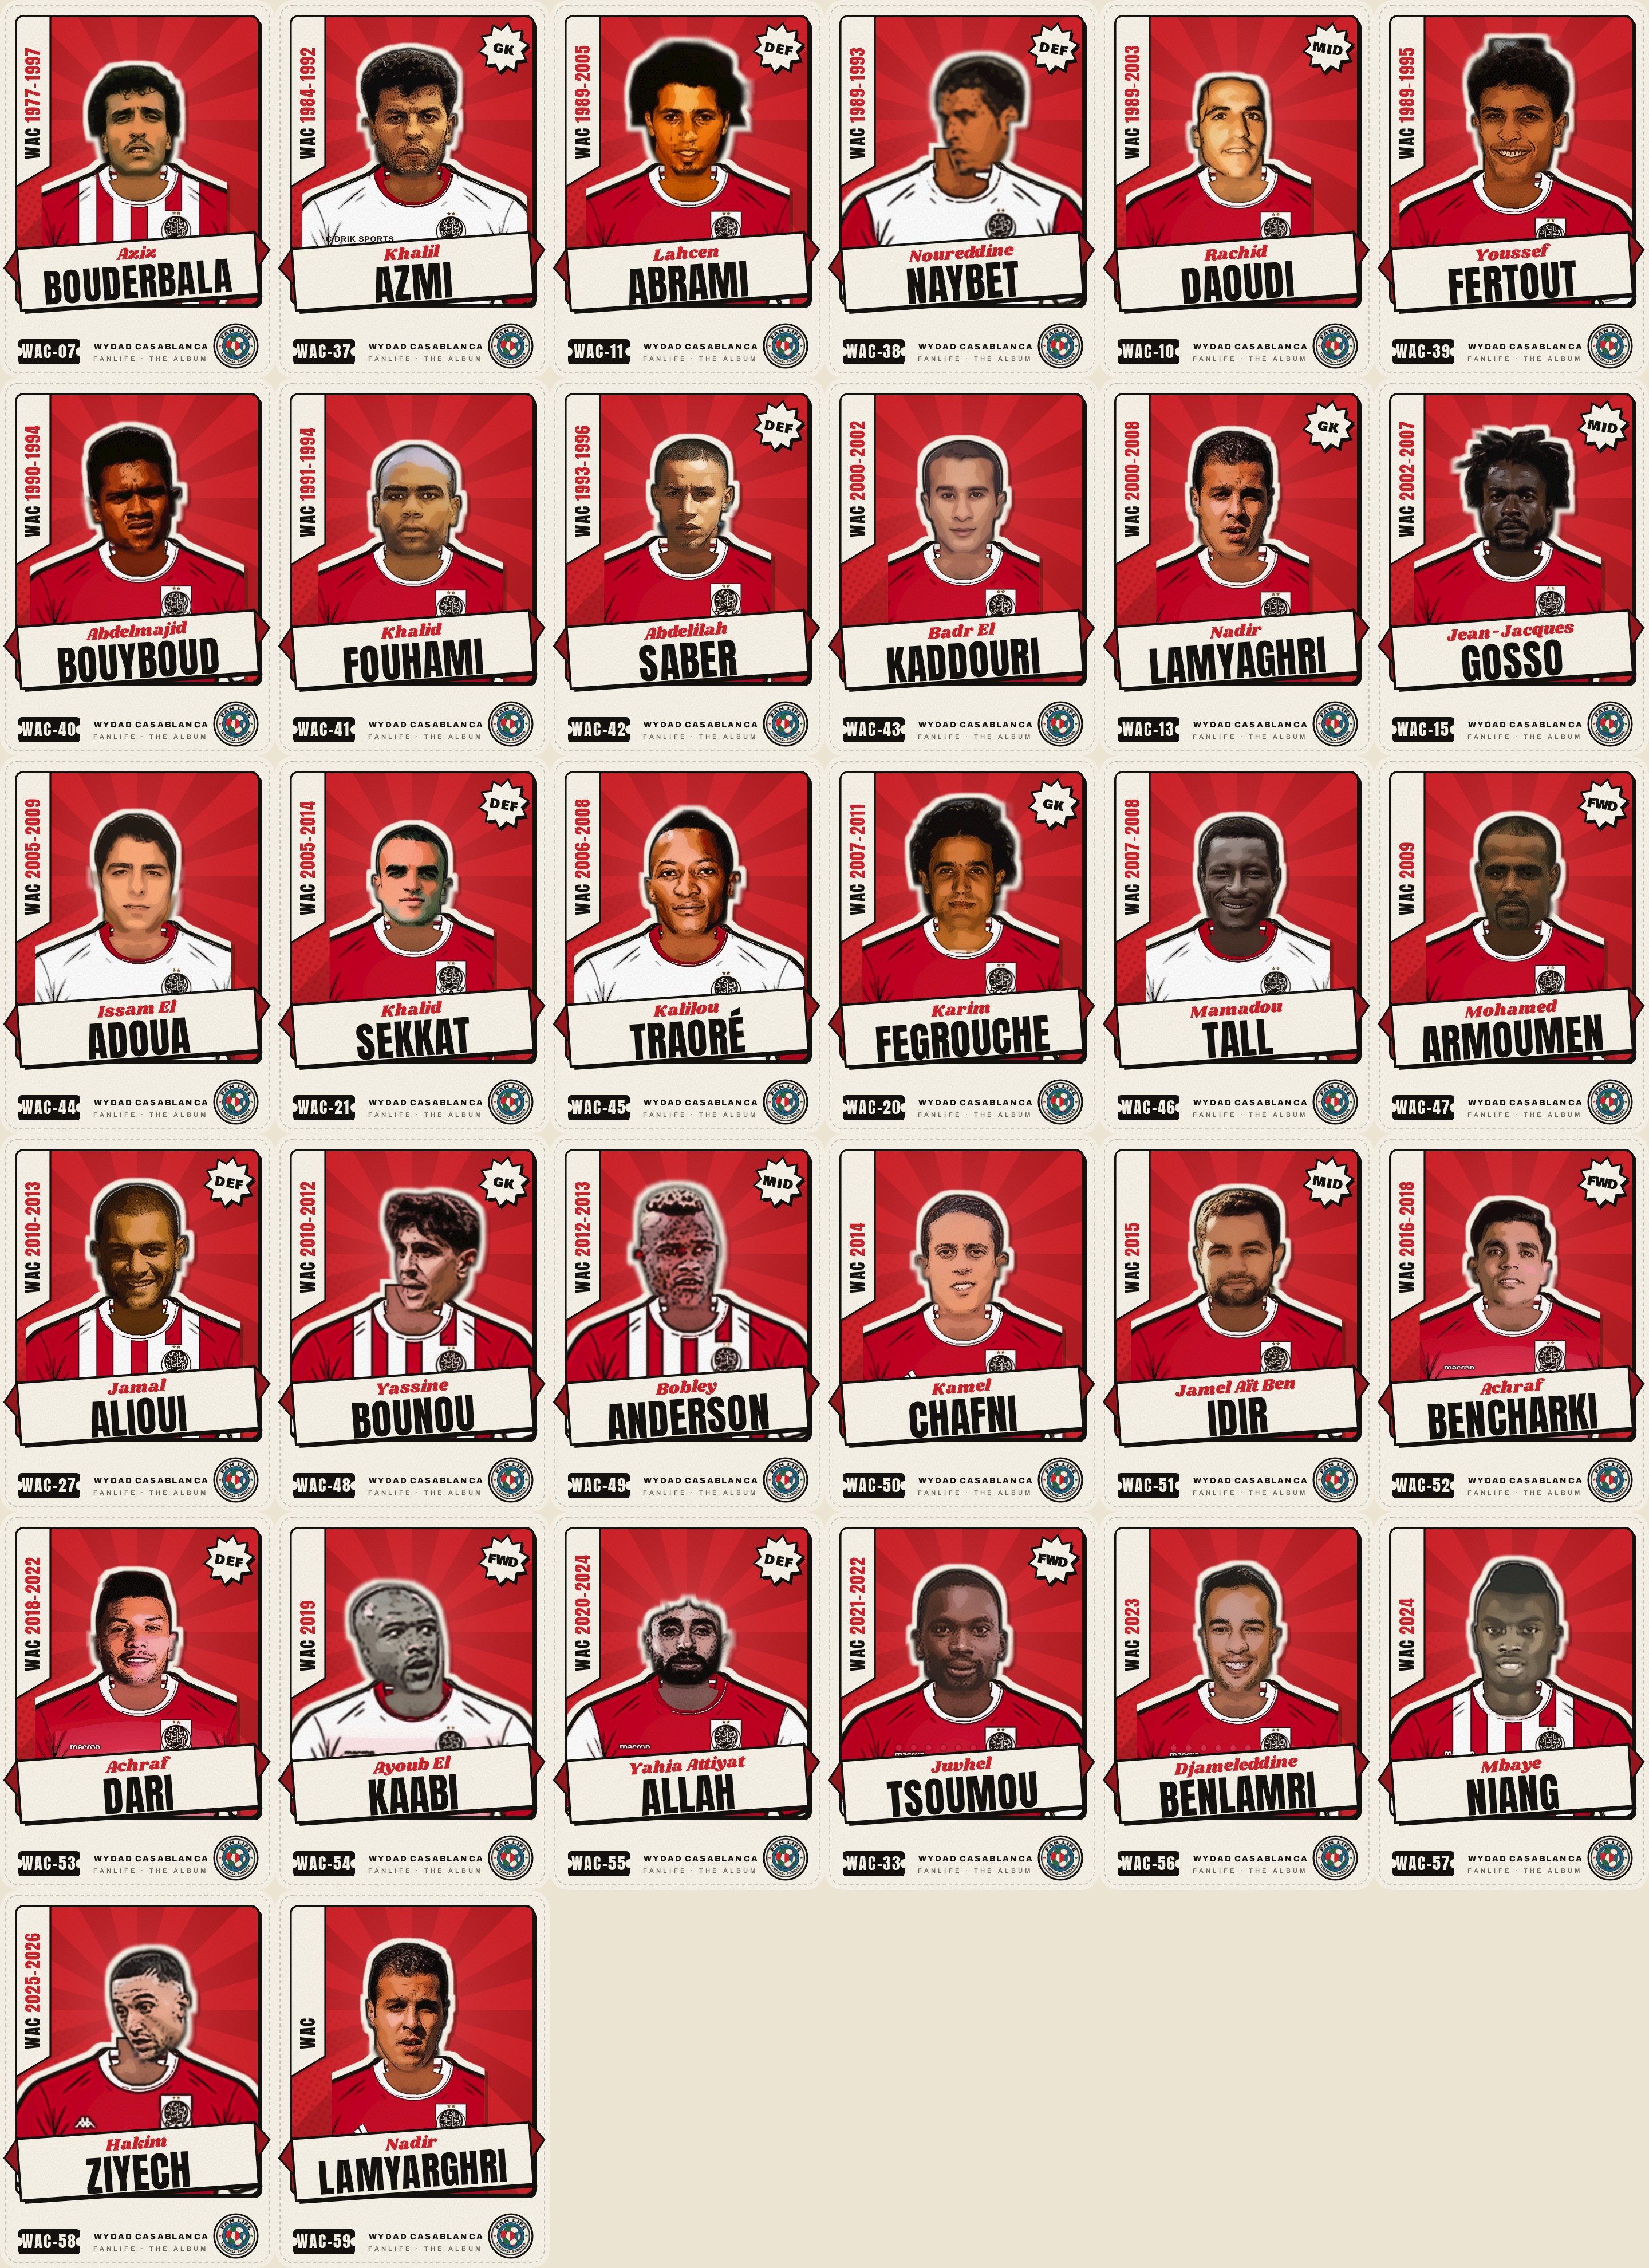 WAC 1977-1997
Aziz
BOUDERBALA
WAC-07
WYDAD CASABLANCA
FANLIFE · THE ALBUM
WAC 1984-1992
GK
C DRIK SPORTS
Khalil
AZMI
WAC-37
WYDAD CASABLANCA
FANLIFE · THE ALBUM
WAC 1989-2005
DEF
Lahcen
ABRAMI
WAC-11
WYDAD CASABLANCA
FANLIFE · THE ALBUM
WAC 1989-1993
DEF
Noureddine
NAYBET
WAC-38
WYDAD CASABLANCA
FANLIFE · THE ALBUM
WAC 1989-2003
MID
Rachid
DAOUDI
WAC-10
WYDAD CASABLANCA
FANLIFE · THE ALBUM
WAC 1989-1995
Youssef
FERTOUT
WAC-39
WYDAD CASABLANCA
FANLIFE · THE ALBUM
WAC 1990-1994
Abdelmajid
BOUYBOUD
WAC-40
WYDAD CASABLANCA
FANLIFE · THE ALBUM
WAC 1991-1994
Khalid
FOUHAMI
WAC-41
WYDAD CASABLANCA
FANLIFE · THE ALBUM
WAC 1993-1996
DEF
Abdelilah
SABER
WAC-42
WYDAD CASABLANCA
FANLIFE · THE ALBUM
WAC 2000-2002
Badr El
KADDOURI
WAC-43
WYDAD CASABLANCA
FANLIFE · THE ALBUM
WAC 2000-2008
GK
Nadir
LAMYAGHRI
WAC-13
WYDAD CASABLANCA
FANLIFE · THE ALBUM
WAC 2002-2007
MID
Jean-Jacques
GOSSO
WAC-15
WYDAD CASABLANCA
FANLIFE · THE ALBUM
WAC 2005-2009
Issam El
ADOUA
WAC-44
WYDAD CASABLANCA
FANLIFE · THE ALBUM
WAC 2005-2014
DEF
Khalid
SEKKAT
WAC-21
WYDAD CASABLANCA
FANLIFE · THE ALBUM
WAC 2006-2008
Kalilou
TRAORÉ
WAC-45
WYDAD CASABLANCA
FANLIFE · THE ALBUM
WAC 2007-2011
GK
Karim
FEGROUCHE
WAC-20
WYDAD CASABLANCA
FANLIFE · THE ALBUM
WAC 2007-2008
Mamadou
TALL
WAC-46
WYDAD CASABLANCA
FANLIFE · THE ALBUM
WAC 2009
FWD
Mohamed
ARMOUMEN
WAC-47
WYDAD CASABLANCA
FANLIFE · THE ALBUM
WAC 2010-2013
DEF
Jamal
ALIOUI
WAC-27
WYDAD CASABLANCA
FANLIFE · THE ALBUM
WAC 2010-2012
GK
Yassine
BOUNOU
WAC-48
WYDAD CASABLANCA
FANLIFE · THE ALBUM
WAC 2012-2013
MID
Bobley
ANDERSON
WAC-49
WYDAD CASABLANCA
FANLIFE · THE ALBUM
WAC 2014
Kamel
CHAFNI
WAC-50
WYDAD CASABLANCA
FANLIFE · THE ALBUM
WAC 2015
MID
Jamel Aït Ben
IDIR
WAC-51
WYDAD CASABLANCA
FANLIFE · THE ALBUM
WAC 2016-2018
FWD
macron
Achraf
BENCHARKI
WAC-52
WYDAD CASABLANCA
FANLIFE · THE ALBUM
WAC 2018-2022
DEF
macron
Achraf
DARI
WAC-53
WYDAD CASABLANCA
FANLIFE · THE ALBUM
WAC 2019
FWD
Ayoub El
KAABI
WAC-54
WYDAD CASABLANCA
FANLIFE · THE ALBUM
WAC 2020-2024
DEF
macron
Yahia Attiyat
ALLAH
WAC-55
WYDAD CASABLANCA
FANLIFE · THE ALBUM
WAC 2021-2022
FWD
Juvhel
TSOUMOU
WAC-33
WYDAD CASABLANCA
FANLIFE · THE ALBUM
WAC 2023
Djameleddine
BENLAMRI
WAC-56
WYDAD CASABLANCA
FANLIFE · THE ALBUM
WAC 2024
Mbaye
NIANG
WAC-57
WYDAD CASABLANCA
FANLIFE · THE ALBUM
WAC 2025-2026
Hakim
ZIYECH
WAC-58
WYDAD CASABLANCA
FANLIFE · THE ALBUM
WAC
Nadir
LAMYARGHRI
WAC-59
WYDAD CASABLANCA
FANLIFE · THE ALBUM